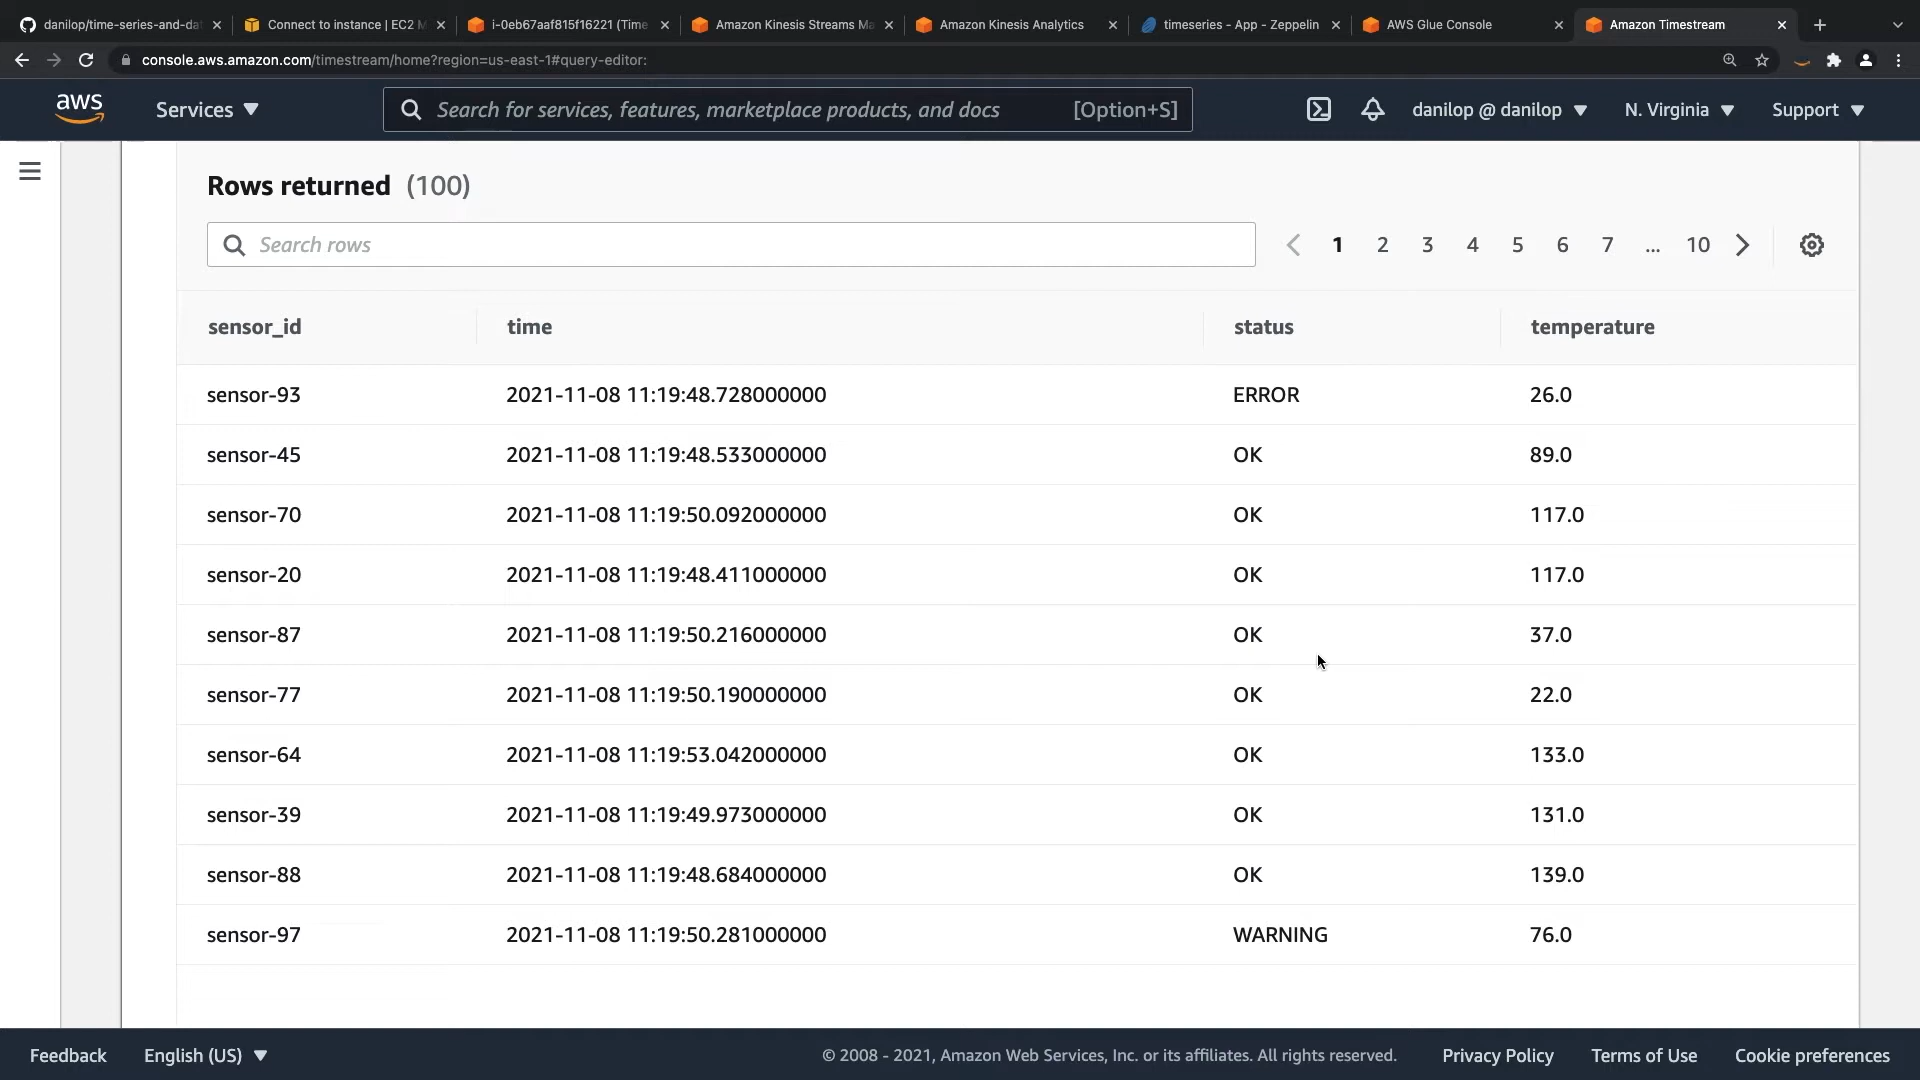 danilop/time-series-and-dat
Connect to instance | EC2 M
i-0eb67aaf815f16221 (Time
Amazon Kinesis Streams Ma
Amazon Kinesis Analytics
timeseries - App - Zeppelin
AWS Glue Console
Amazon Timestream
console.aws.amazon.com/timestream/home?region=us-east-1#query-editor:
aws
Services
Search for services, features, marketplace products, and docs
[Option+S]
danilop @ danilop
N. Virginia
Support
Rows returned (100)
Search rows
1 2 3 4 5 6 7 ... 10
sensor_id time status temperature
sensor-93 2021-11-08 11:19:48.728000000 ERROR 26.0
sensor-45 2021-11-08 11:19:48.533000000 OK 89.0
sensor-70 2021-11-08 11:19:50.092000000 OK 117.0
sensor-20 2021-11-08 11:19:48.411000000 OK 117.0
sensor-87 2021-11-08 11:19:50.216000000 OK 37.0
sensor-77 2021-11-08 11:19:50.190000000 OK 22.0
sensor-64 2021-11-08 11:19:53.042000000 OK 133.0
sensor-39 2021-11-08 11:19:49.973000000 OK 131.0
sensor-88 2021-11-08 11:19:48.684000000 OK 139.0
sensor-97 2021-11-08 11:19:50.281000000 WARNING 76.0
Feedback
English (US)
© 2008 - 2021, Amazon Web Services, Inc. or its affiliates. All rights reserved.
Privacy Policy
Terms of Use
Cookie preferences